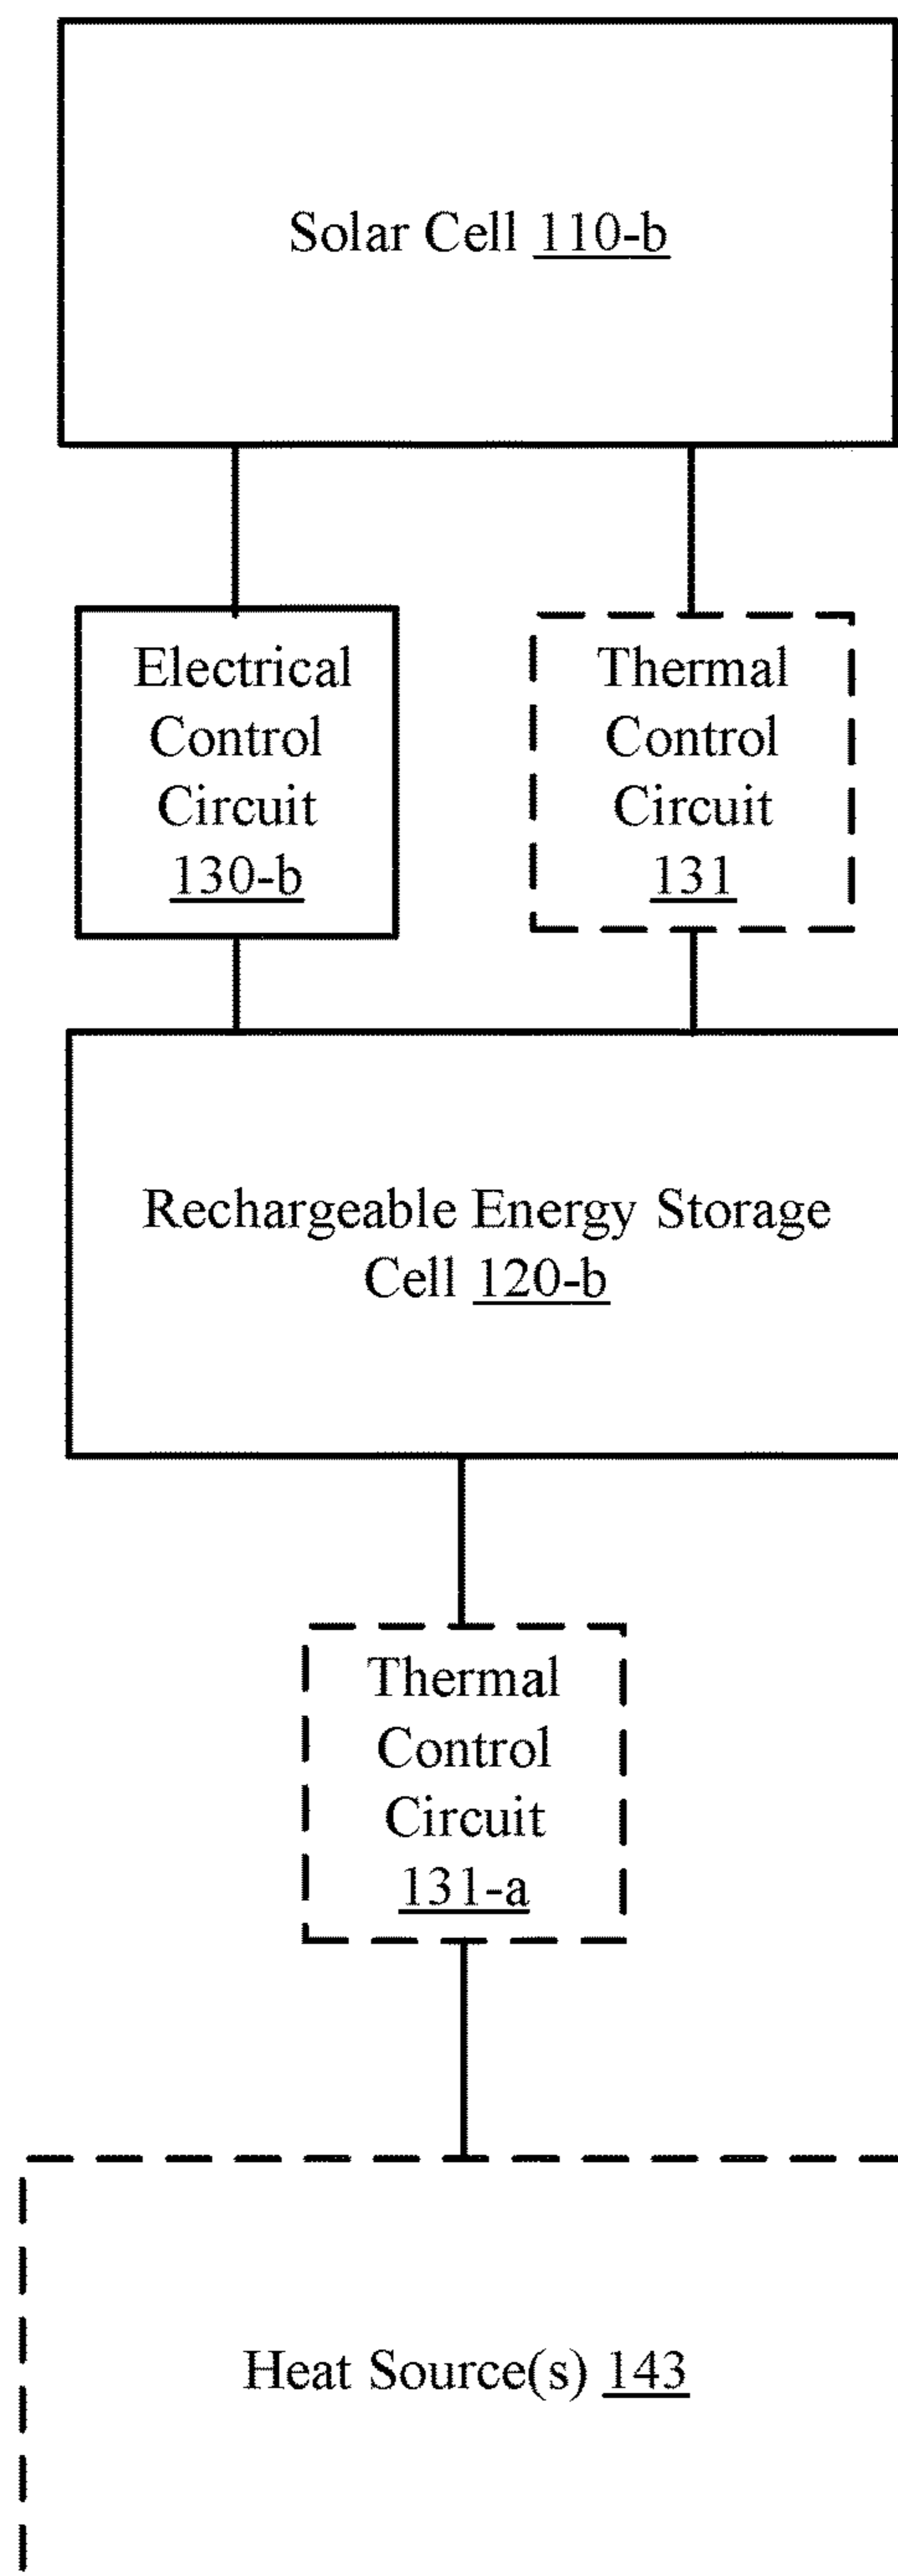 Solar Cell 110-b
Electrical
Control
Circuit
130-b
Thermal
Control
Circuit
131
Rechargeable Energy Storage
Cell 120-b
Thermal
Control
Circuit
131-a
Heat Source(s) 143